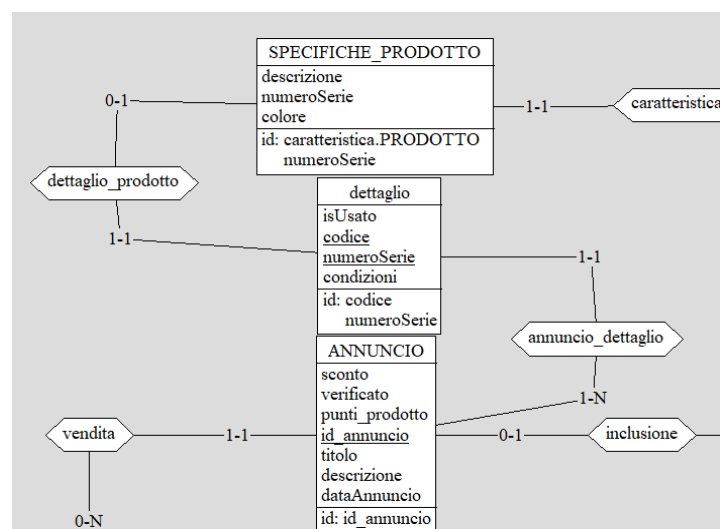 SPECIFICHE_PRODOTTO
descrizione
numeroSerie
colore
id: caratteristica.PRODOTTO
numeroSerie
0-1
1-1
caratteristica
dettaglio_prodotto
1-1
dettaglio
isUsato
codice
numeroSerie
condizioni
id: codice
numeroSerie
1-1
annuncio_dettaglio
1-N
ANNUNCIO
sconto
verificato
punti_prodotto
id_annuncio
titolo
descrizione
dataAnnuncio
id: id_annuncio
vendita
1-1
0-N
0-1
inclusione